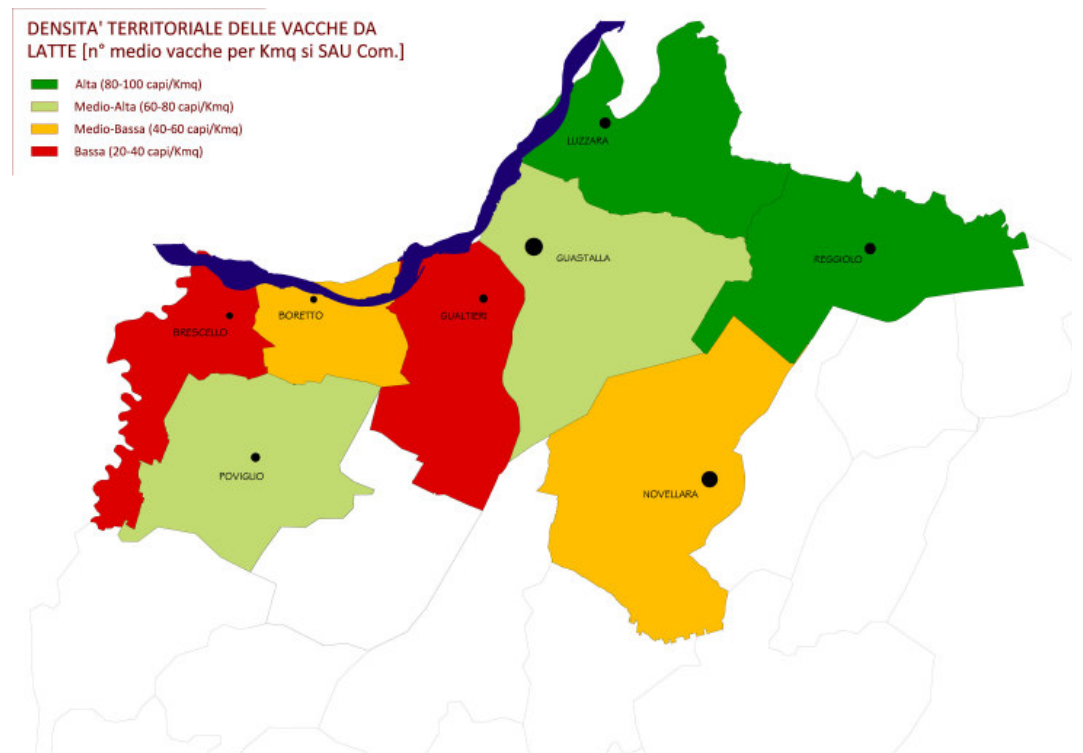 DENSITA' TERRITORIALE DELLE VACCHE DA
LATTE [n° medio vacche per Kmq si SAU Com.]
Alta (80-100 capi/Kmq)
Medio-Alta (60-80 capi/Kmq)
Medio-Bassa (40-60 capi/Kmq)
Bassa (20-40 capi/Kmq)
LUZZARA
GUASTALLA
REGGIOLO
BRESCELLO
BORETTO
GUALTIERI
POVIGLIO
NOVELLARA